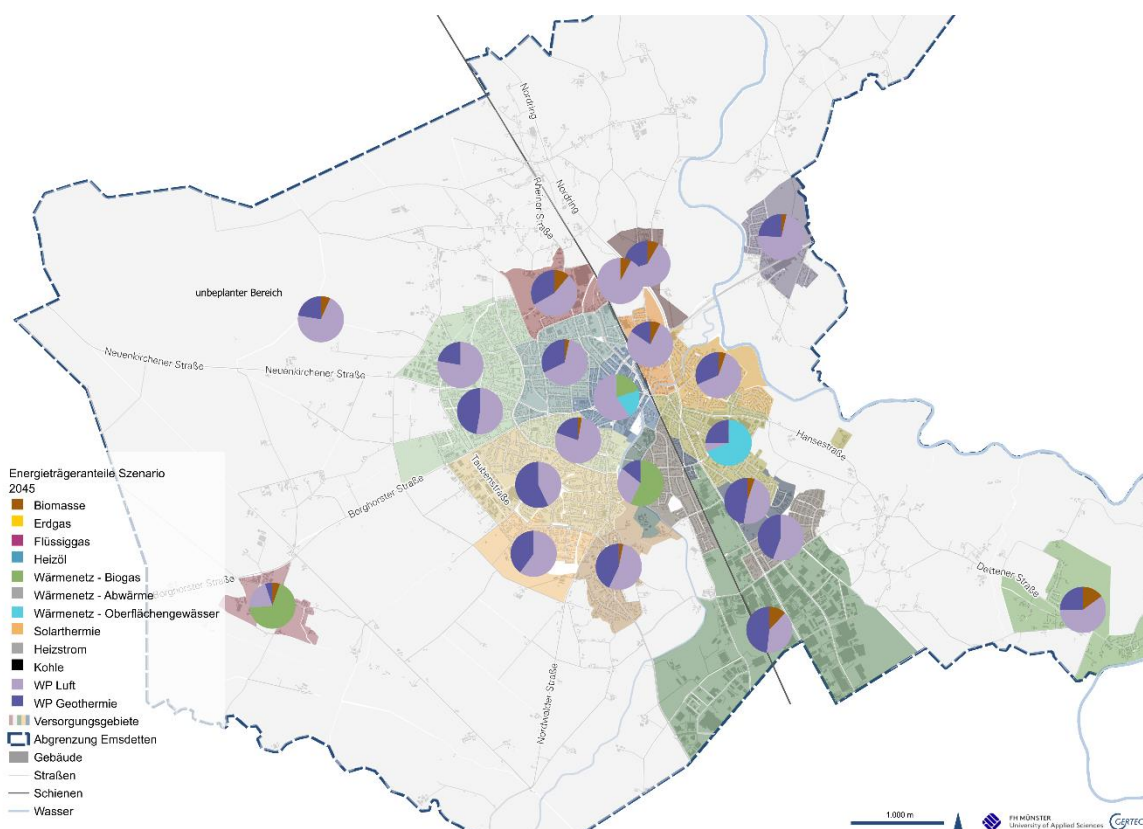 Nordring
Nordring
Rheiner Straße
unbeplanter Bereich
Neuenkirchener Straße
Neuenkirchener Straße
Hansestraße
Taubenstraße
Borghorster Straße
Borghorster Straße
Dettener Straße
Nordwalder Straße
Energieträgeranteile Szenario
2045
Biomasse
Erdgas
Flüssiggas
Heizöl
Wärmenetz - Biogas
Wärmenetz - Abwärme
Wärmenetz - Oberflächengewässer
Solarthermie
Heizstrom
Kohle
WP Luft
WP Geothermie
Versorgungsgebiete
Abgrenzung Emsdetten
Gebäude
Straßen
Schienen
Wasser
1.000 m
FH MÜNSTER
University of Applied Sciences
GERTEC